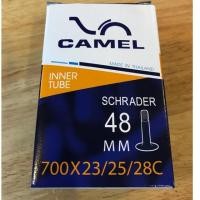 CAMEL
MADE IN THAILAND
INNER
TUBE
SCHRADER
48
MM
700X23/25/28C